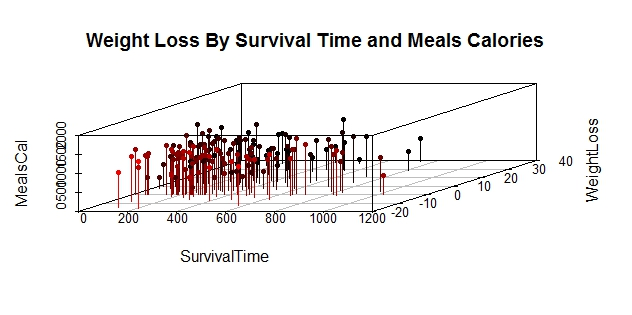 Weight Loss By Survival Time and Meals Calories
MealsCal
0
0 200 400 600 800 1000 1200
-20 -10 0 10 20 30 40
WeightLoss
SurvivalTime